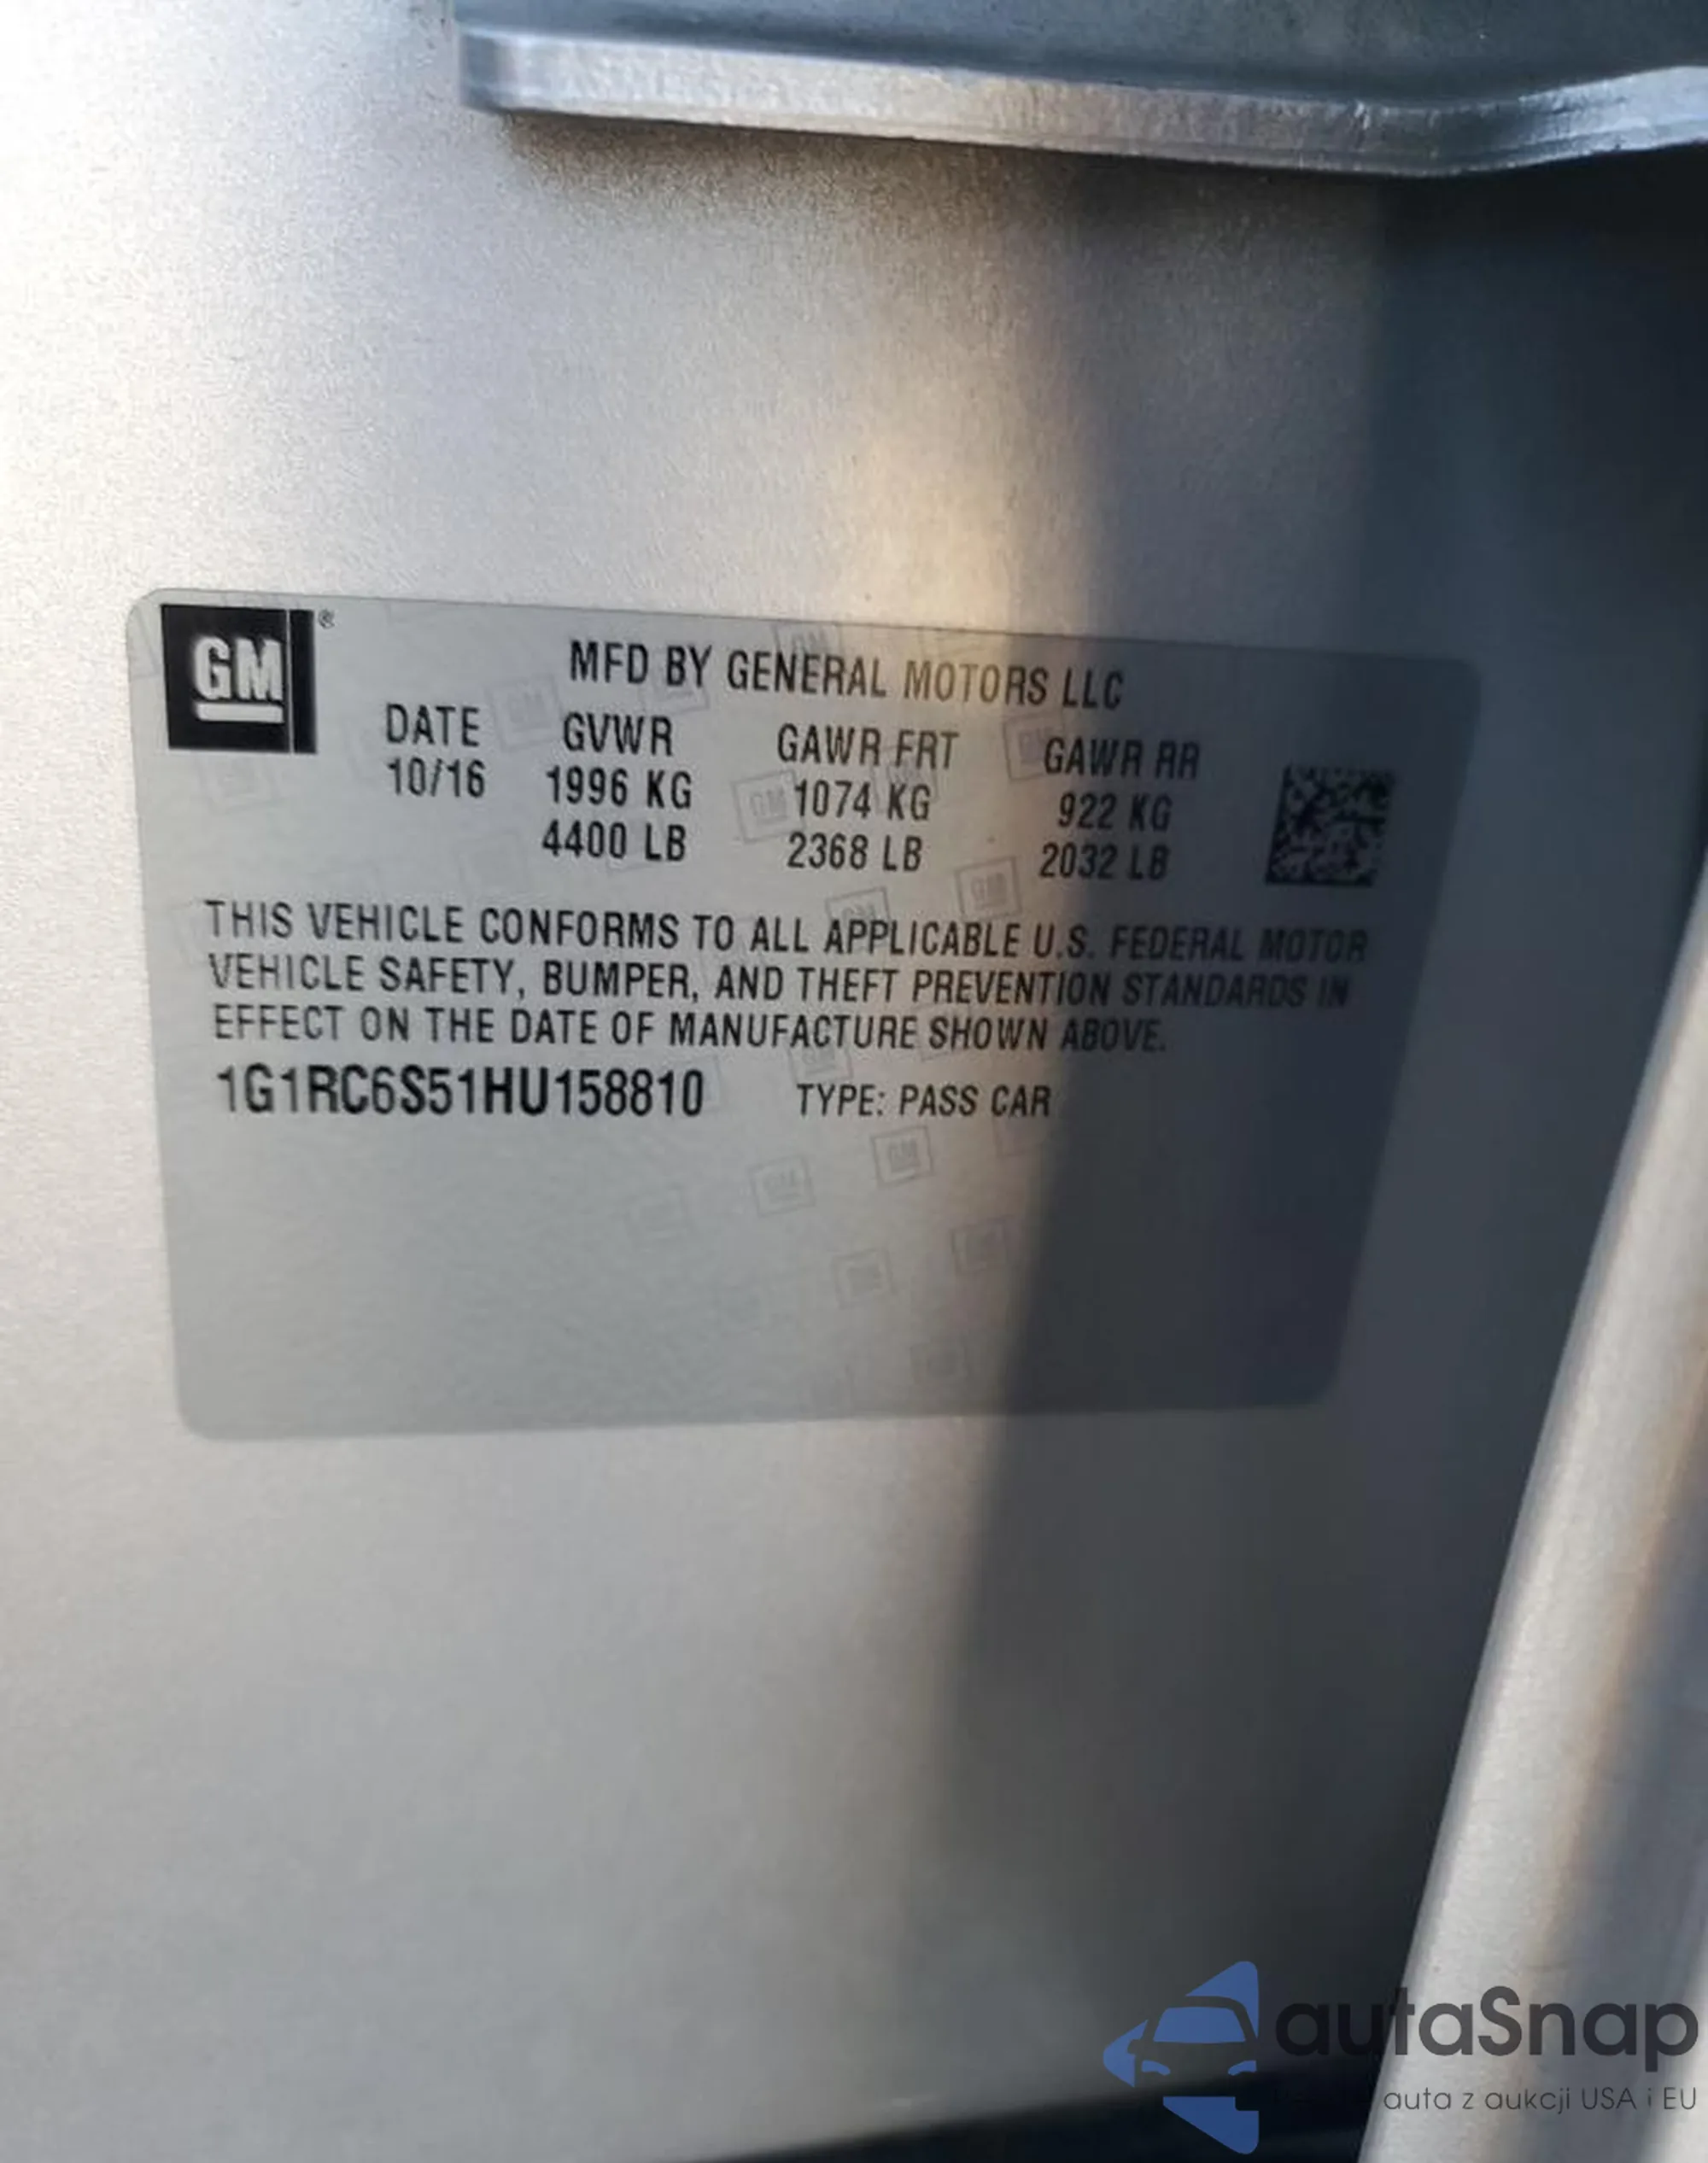 GM ®
MFD BY GENERAL MOTORS LLC
DATE GVWR GAWR FRT GAWR RR
10/16 1996 KG 1074 KG 922 KG
4400 LB 2368 LB 2032 LB
THIS VEHICLE CONFORMS TO ALL APPLICABLE U.S. FEDERAL MOTOR
VEHICLE SAFETY, BUMPER, AND THEFT PREVENTION STANDARDS IN
EFFECT ON THE DATE OF MANUFACTURE SHOWN ABOVE.
1G1RC6S51HU158810 TYPE: PASS CAR
autaSnap
auta z aukcji USA i EU